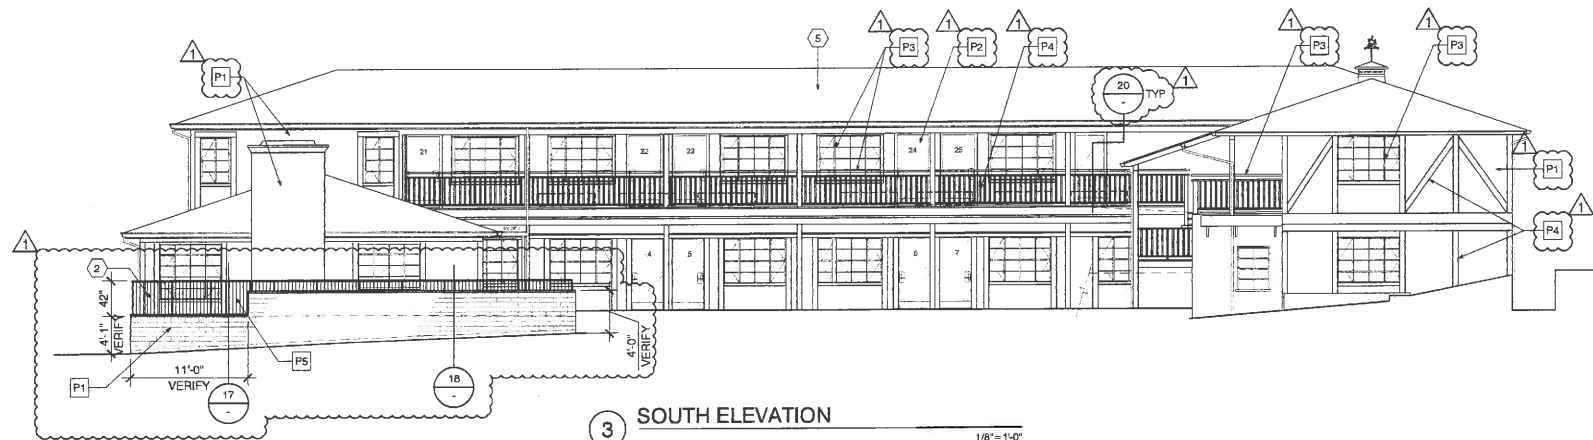 1 1 1 1 1
5 P3 P2 P4 P3 P3
1
P1
20
-
TYP
1
21 22 23 24 25
1
P1
1
P4
1
4 5 6 7
2
42"
4'-1"
VERIFY
4'-0"
VERIFY
P5
11'-0"
VERIFY
P1
17
-
18
-
3 SOUTH ELEVATION
1/8"=1'-0"